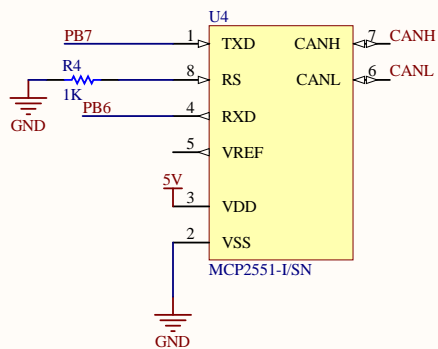 U4
PB7 1 TXD CANH 7 CANH
R4 8 RS CANL 6 CANL
1K
GND
PB6 4 RXD
5 VREF
5V
3 VDD
2 VSS
MCP2551-I/SN
GND